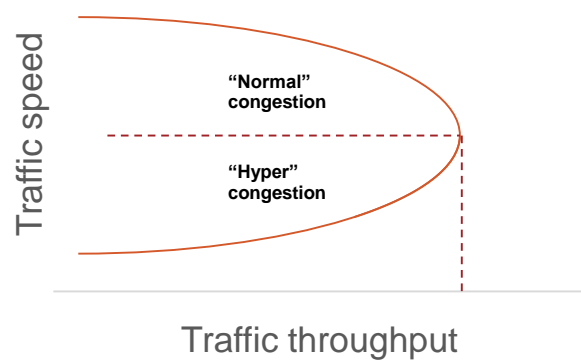 Traffic speed
“Normal”
congestion
“Hyper”
congestion
Traffic throughput